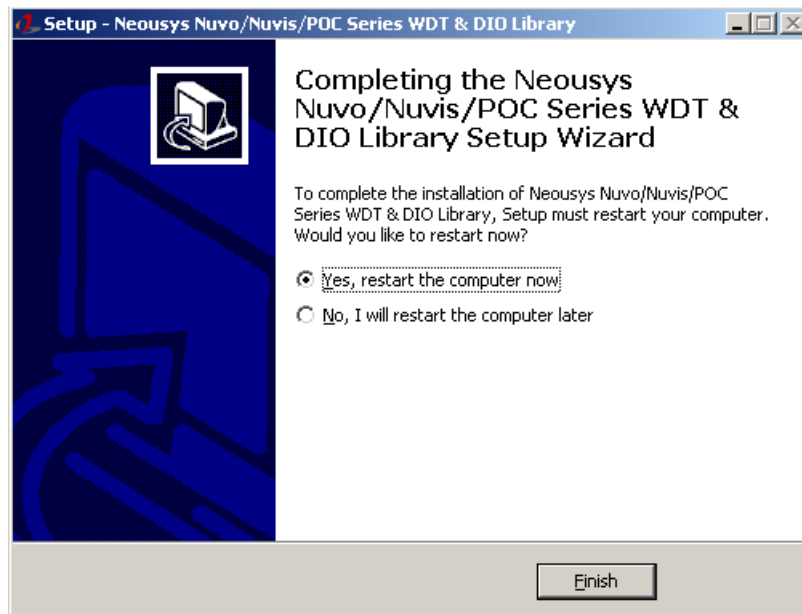 Setup - Neousys Nuvo/Nuvis/POC Series WDT & DIO Library
Completing the Neousys
Nuvo/Nuvis/POC Series WDT &
DIO Library Setup Wizard
To complete the installation of Neousys Nuvo/Nuvis/POC
Series WDT & DIO Library, Setup must restart your computer.
Would you like to restart now?
Yes, restart the computer now
No, I will restart the computer later
Finish